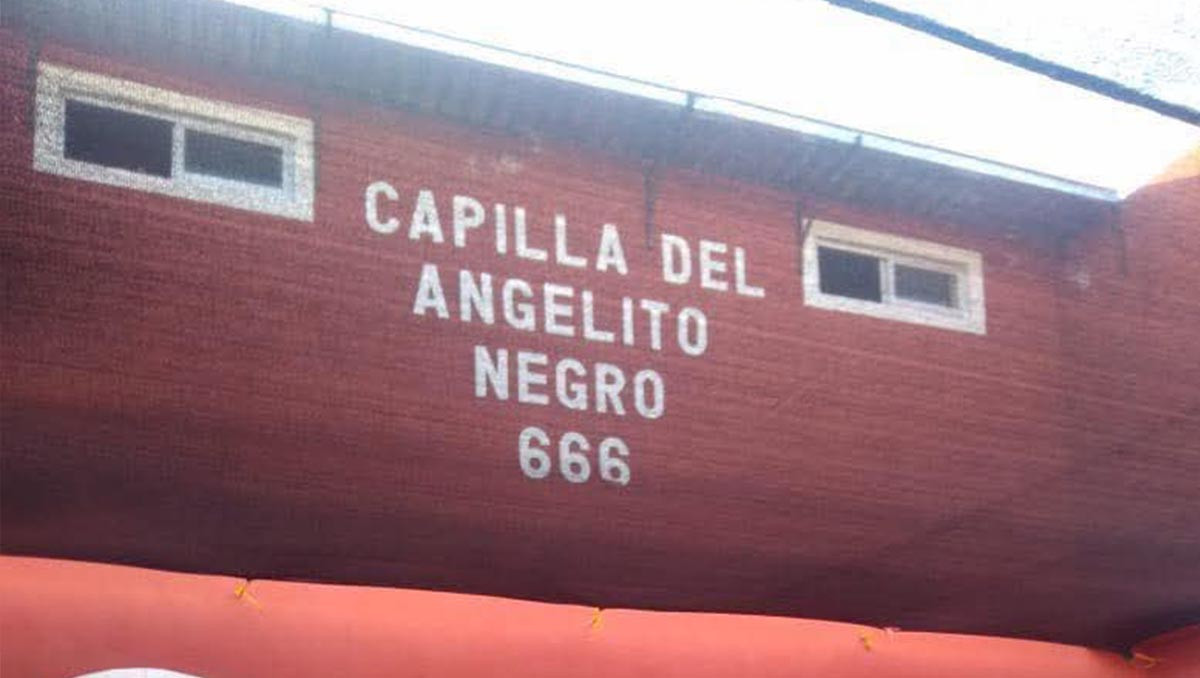 CAPILLA DEL
ANGELITO
NEGRO
666